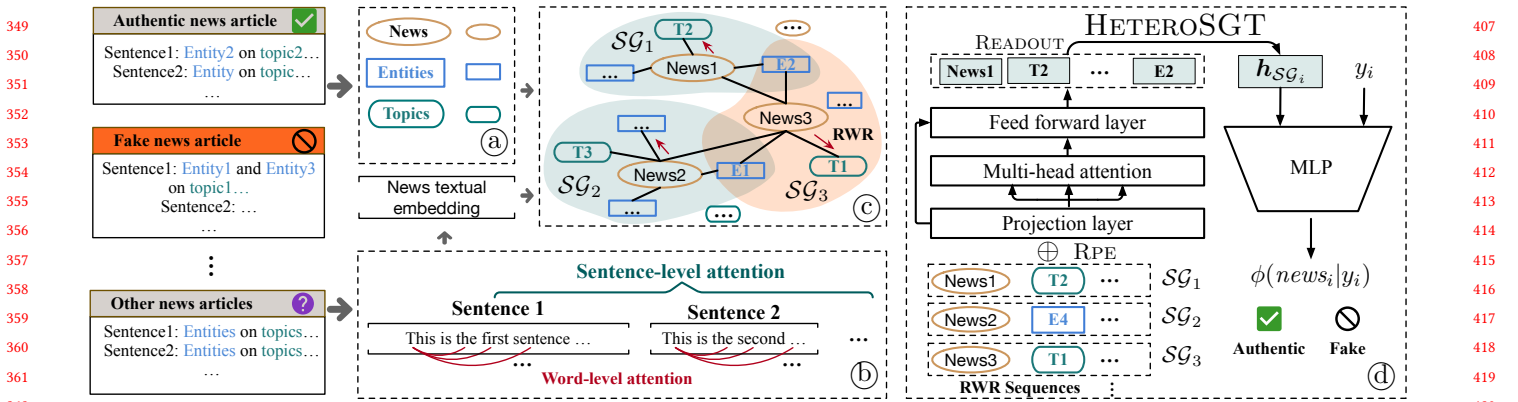 349
350
351
352
353
354
355
356
357
358
359
360
361
Authentic news article
Sentence1: Entity2 on topic2…
Sentence2: Entity on topic…
…
Fake news article
Sentence1: Entity1 and Entity3
on topic1…
Sentence2: …
…
⋮
Other news articles
?
Sentence1: Entities on topics…
Sentence2: Entities on topics…
…
News
Entities
Topics
a
News textual
embedding
Sentence-level attention
Sentence 1
Sentence 2
This is the first sentence …
This is the second …
...
...
...
Word-level attention
b
SG₁
T2
...
News1
E2
...
...
News3
RWR
T1
SG₃
...
T3
News2
E1
SG₂
...
...
c
HETEROSGT
READOUT
News1 T2 ... E2
Feed forward layer
Multi-head attention
Projection layer
⊕ RPE
News1 T2 ... SG₁
News2 E4 ... SG₂
News3 T1 ... SG₃
RWR Sequences ⋮
h_SGᵢ
yᵢ
MLP
ϕ(newsᵢ|yᵢ)
Authentic Fake
d
407
408
409
410
411
412
413
414
415
416
417
418
419